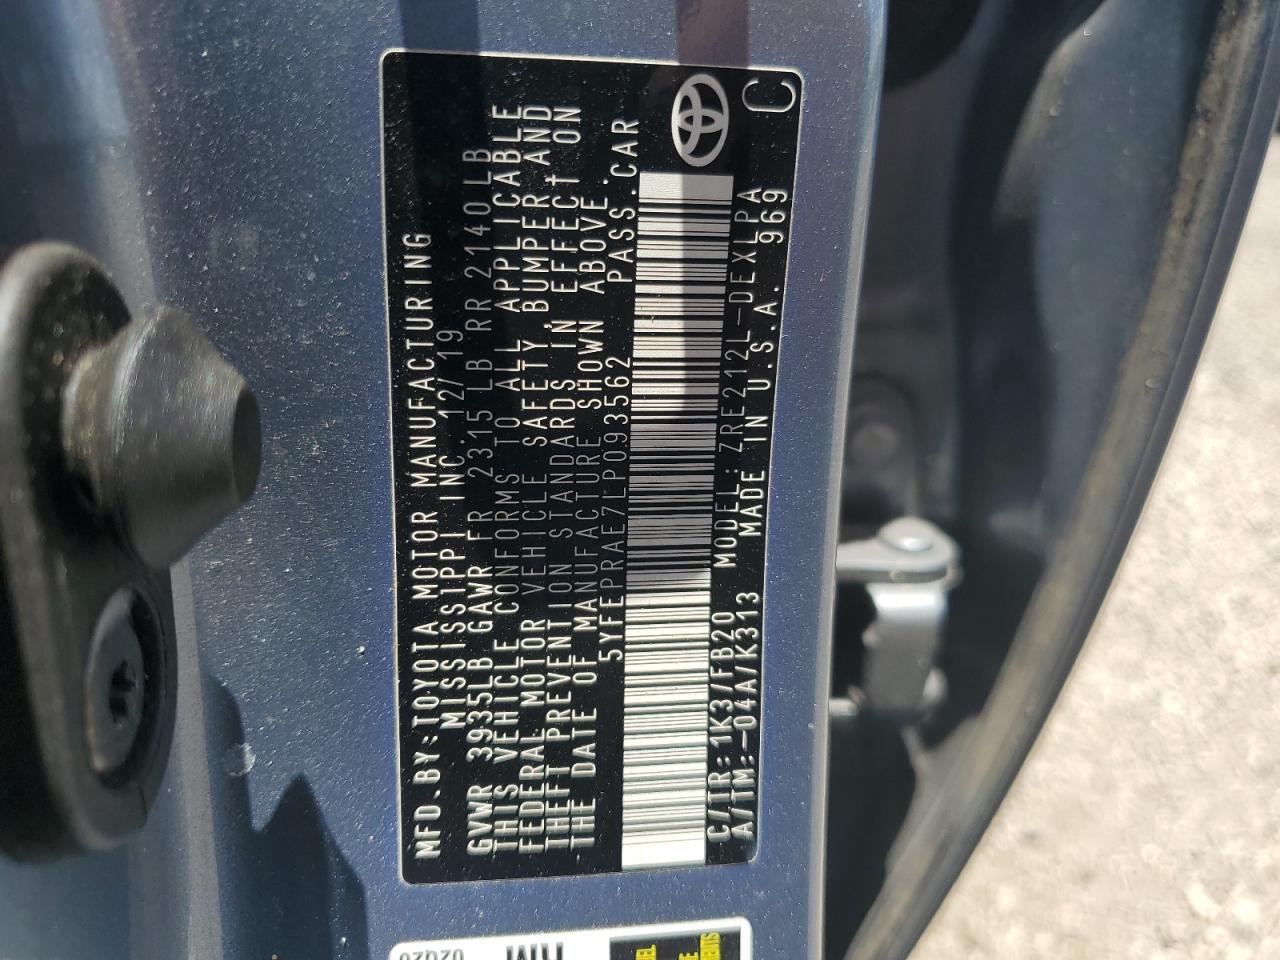 MFD.BY:TOYOTA MOTOR MANUFACTURING
MISSISSIPPI INC. 12/19
GVWR 3935LB GAWR FR 2315LB RR 2140LB
THIS VEHICLE CONFORMS TO ALL APPLICABLE
FEDERAL MOTOR VEHICLE SAFETY, BUMPER AND
THEFT PREVENTION STANDARDS IN EFFECT ON
THE DATE OF MANUFACTURE SHOWN ABOVE.
5YFEPRAE7LP093562 PASS.CAR
C/TR:1K3/FB20 MODEL:ZRE212L-DEXLPA
A/TM:-04A/K313 MADE IN U.S.A. 969
C